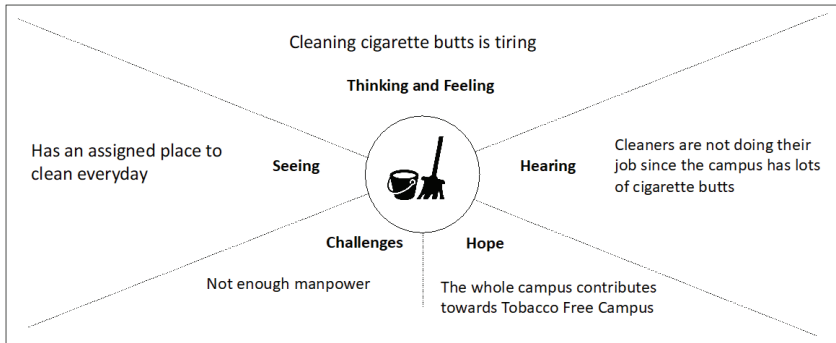 Cleaning cigarette butts is tiring
Thinking and Feeling
Has an assigned place to
clean everyday
Seeing
Hearing
Cleaners are not doing their
job since the campus has lots
of cigarette butts
Challenges
Not enough manpower
Hope
The whole campus contributes
towards Tobacco Free Campus